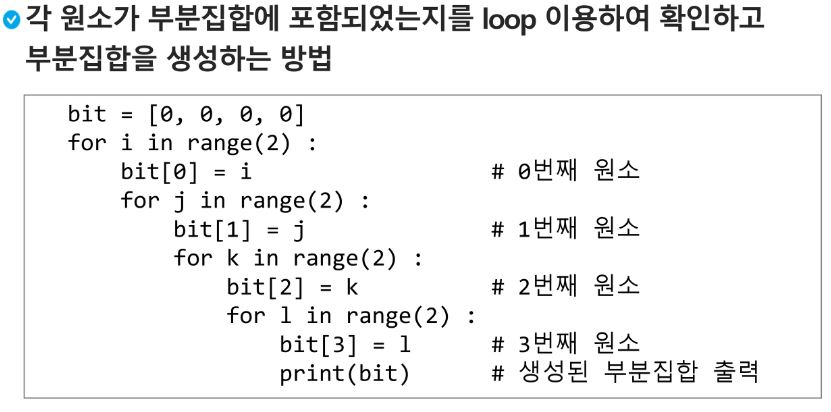 각 원소가 부분집합에 포함되었는지를 loop 이용하여 확인하고
부분집합을 생성하는 방법
bit = [0, 0, 0, 0]
for i in range(2) :
    bit[0] = i # 0번째 원소
    for j in range(2) :
        bit[1] = j # 1번째 원소
        for k in range(2) :
            bit[2] = k # 2번째 원소
            for l in range(2) :
                bit[3] = l # 3번째 원소
                print(bit) # 생성된 부분집합 출력